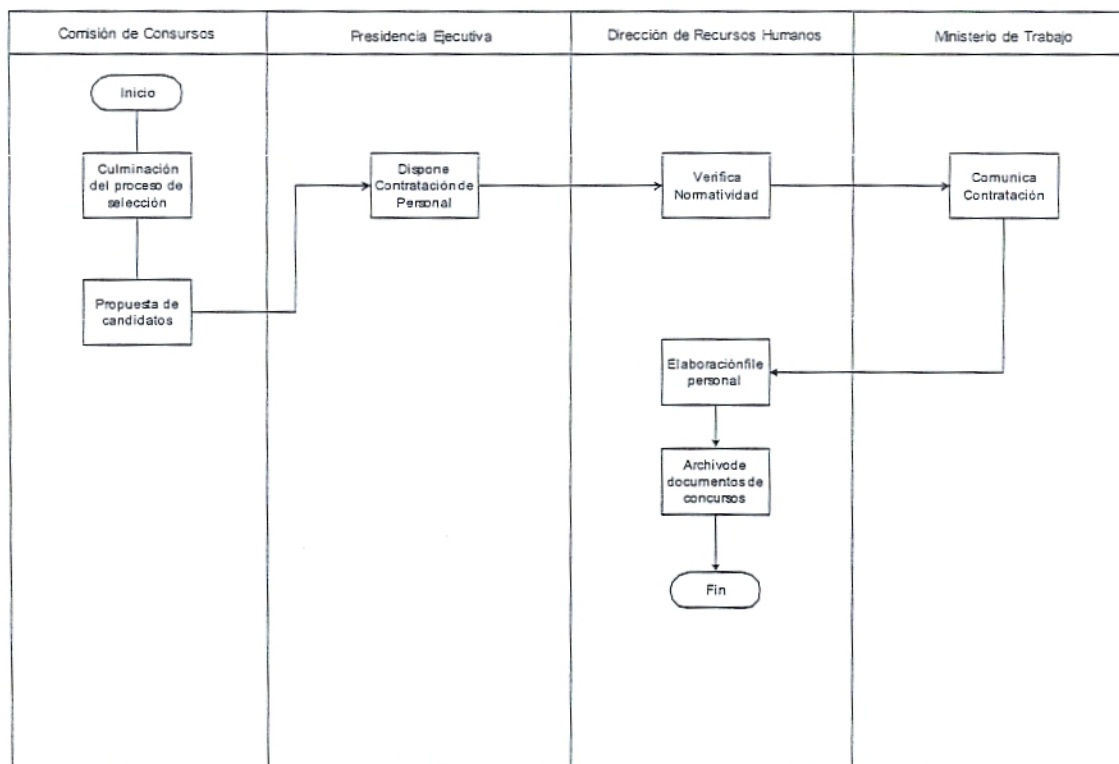 Comisión de Consursos
Presidencia Ejecutiva
Dirección de Recursos Humanos
Ministerio de Trabajo
Inicio
Culminación
del proceso de
selección
Propuesta de
candidatos
Dispone
Contratación de
Personal
Verifica
Normatividad
Comunica
Contratación
Elaboraciónfile
personal
Archivode
documentos de
concursos
Fin